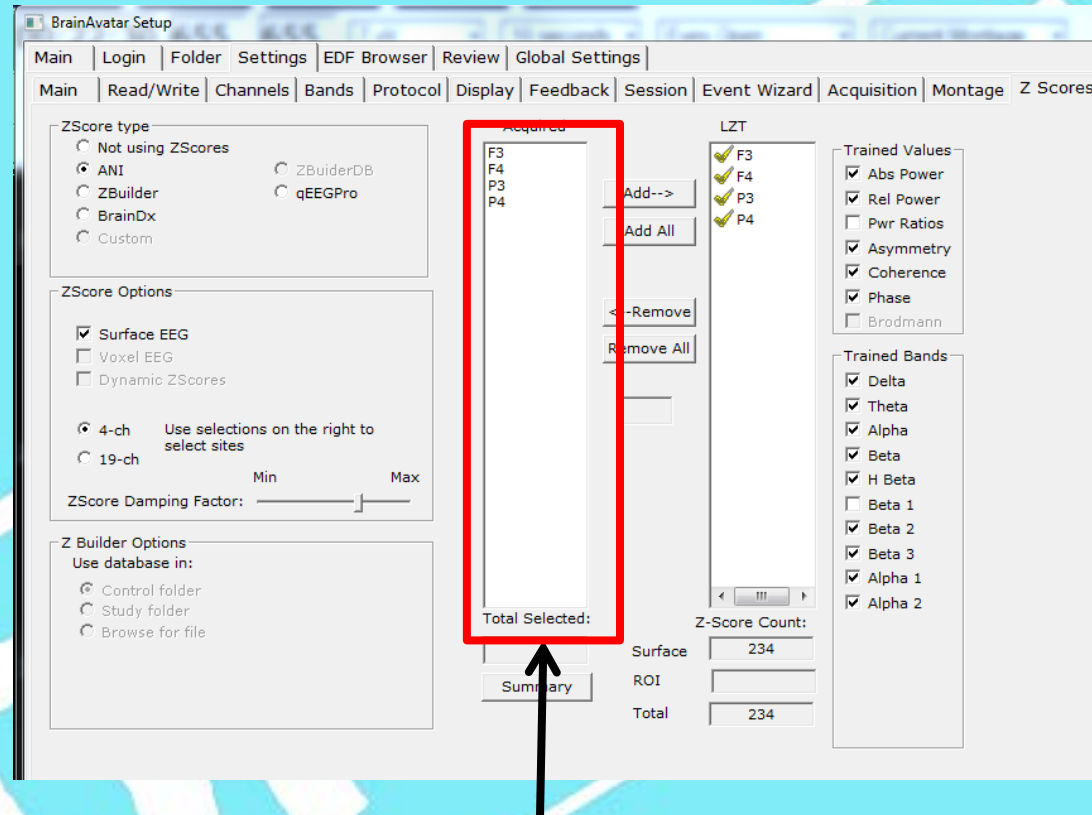 BrainAvatar Setup
Main Login Folder Settings EDF Browser Review Global Settings
Main Read/Write Channels Bands Protocol Display Feedback Session Event Wizard Acquisition Montage Z Scores
ZScore type
Not using ZScores
ANI
ZBuiderDB
ZBuilder
qEEGPro
BrainDx
Custom
ZScore Options
Surface EEG
Voxel EEG
Dynamic ZScores
4-ch
Use selections on the right to
select sites
19-ch
Min Max
ZScore Damping Factor:
Z Builder Options
Use database in:
Control folder
Study folder
Browse for file
Acquired
F3
F4
P3
P4
Total Selected:
Summary
Add-->
Add All
<--Remove
Remove All
LZT
F3
F4
P3
P4
Z-Score Count:
Surface 234
ROI
Total 234
Trained Values
Abs Power
Rel Power
Pwr Ratios
Asymmetry
Coherence
Phase
Brodmann
Trained Bands
Delta
Theta
Alpha
Beta
H Beta
Beta 1
Beta 2
Beta 3
Alpha 1
Alpha 2